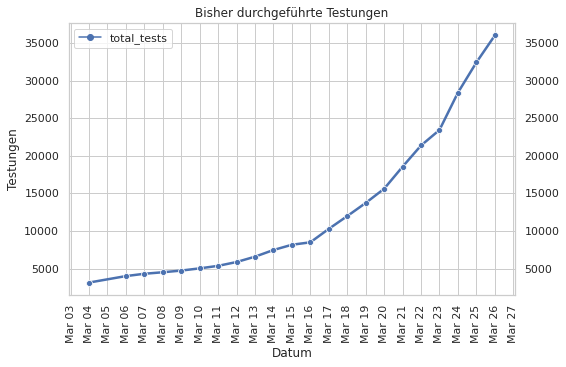 Bisher durchgeführte Testungen
total_tests
Testungen
35000
30000
25000
20000
15000
10000
5000
35000
30000
25000
20000
15000
10000
5000
Mar 03
Mar 04
Mar 05
Mar 06
Mar 07
Mar 08
Mar 09
Mar 10
Mar 11
Mar 12
Mar 13
Mar 14
Mar 15
Mar 16
Mar 17
Mar 18
Mar 19
Mar 20
Mar 21
Mar 22
Mar 23
Mar 24
Mar 25
Mar 26
Mar 27
Datum